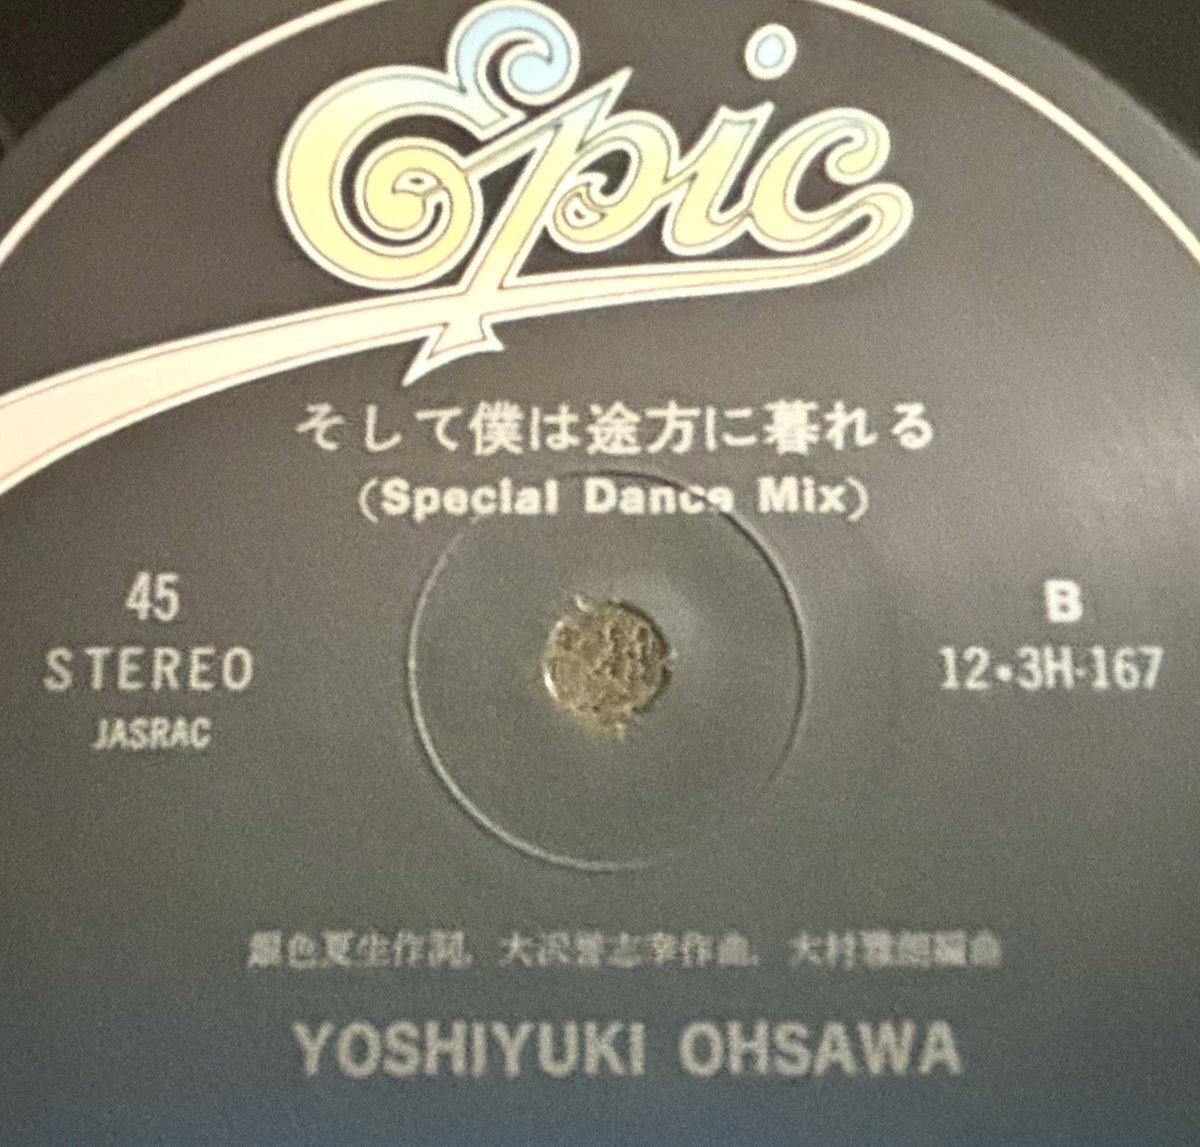 Epic
そして僕は途方に暮れる
(Special Dance Mix)
45
STEREO
JASRAC
B
12•3H-167
銀色夏生作詞、大沢誉志幸作曲、大村雅朗編曲
YOSHIYUKI OHSAWA